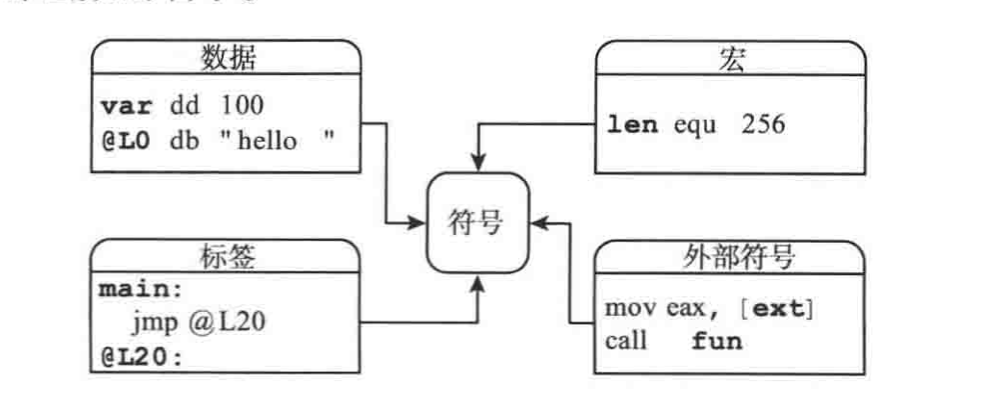 数据
var dd 100
@L0 db "hello "
宏
len equ 256
符号
标签
main:
jmp @L20
@L20:
外部符号
mov eax, [ext]
call fun